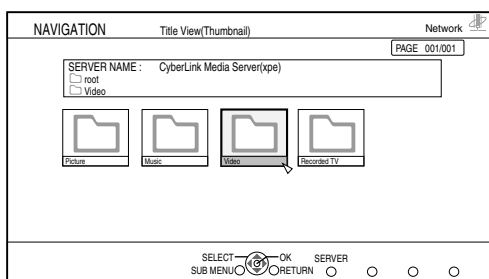 NAVIGATION Title View(Thumbnail) Network
PAGE 001/001
SERVER NAME : CyberLink Media Server(xpe)
root
Video
Picture Music Video Recorded TV
SELECT OK SERVER
SUB MENU RETURN